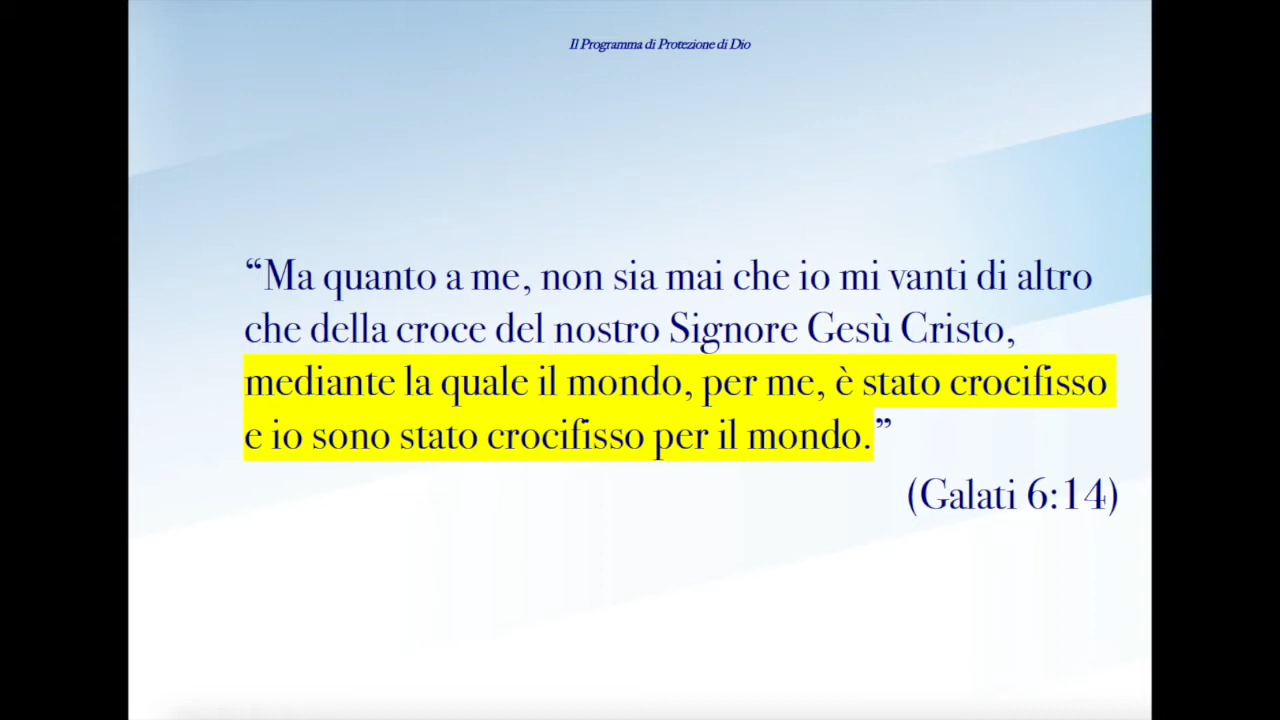 Il Programma di Protezione di Dio
“Ma quanto a me, non sia mai che io mi vanti di altro
che della croce del nostro Signore Gesù Cristo,
mediante la quale il mondo, per me, è stato crocifisso
e io sono stato crocifisso per il mondo.”
(Galati 6:14)